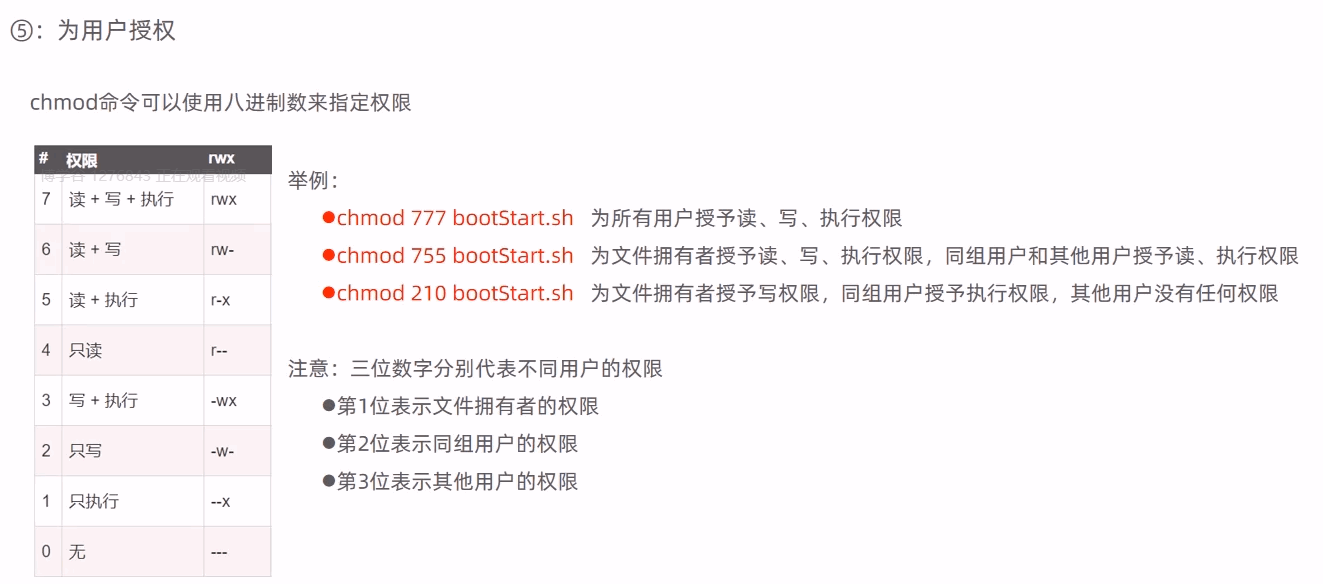 ⑤：为用户授权
chmod命令可以使用八进制数来指定权限
# 权限 rwx
博学谷 1276843 正在观看视频
7 读 + 写 + 执行 rwx
6 读 + 写 rw-
5 读 + 执行 r-x
4 只读 r--
3 写 + 执行 -wx
2 只写 -w-
1 只执行 --x
0 无 ---
举例：
●chmod 777 bootStart.sh 为所有用户授予读、写、执行权限
●chmod 755 bootStart.sh 为文件拥有者授予读、写、执行权限，同组用户和其他用户授予读、执行权限
●chmod 210 bootStart.sh 为文件拥有者授予写权限，同组用户授予执行权限，其他用户没有任何权限
注意：三位数字分别代表不同用户的权限
●第1位表示文件拥有者的权限
●第2位表示同组用户的权限
●第3位表示其他用户的权限